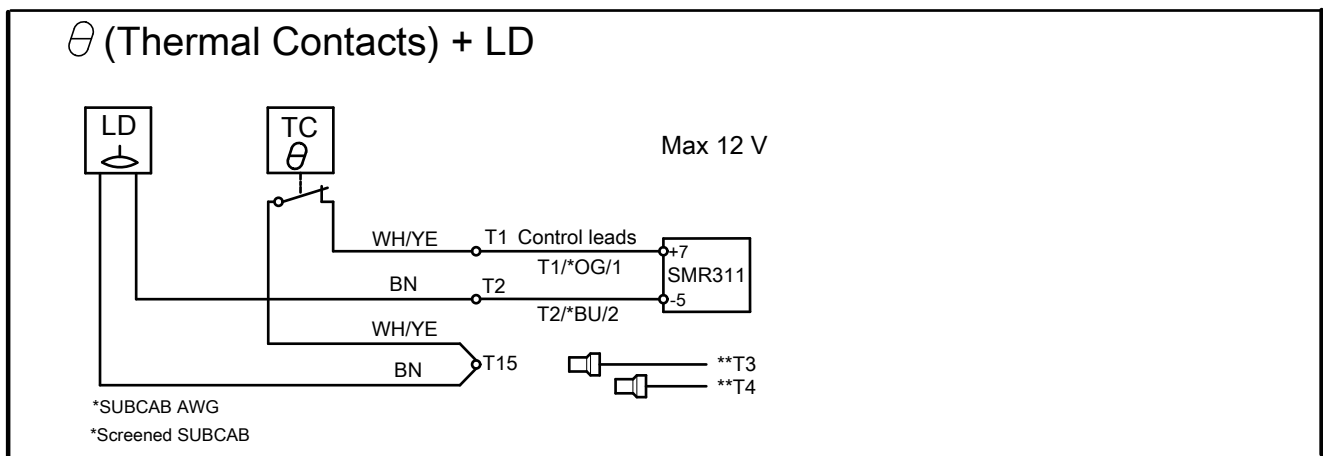 θ (Thermal Contacts) + LD
LD
TC
θ
Max 12 V
WH/YE
T1 Control leads
+7
T1/*OG/1
SMR311
BN
T2
-5
T2/*BU/2
WH/YE
T15
**T3
BN
**T4
*SUBCAB AWG
*Screened SUBCAB